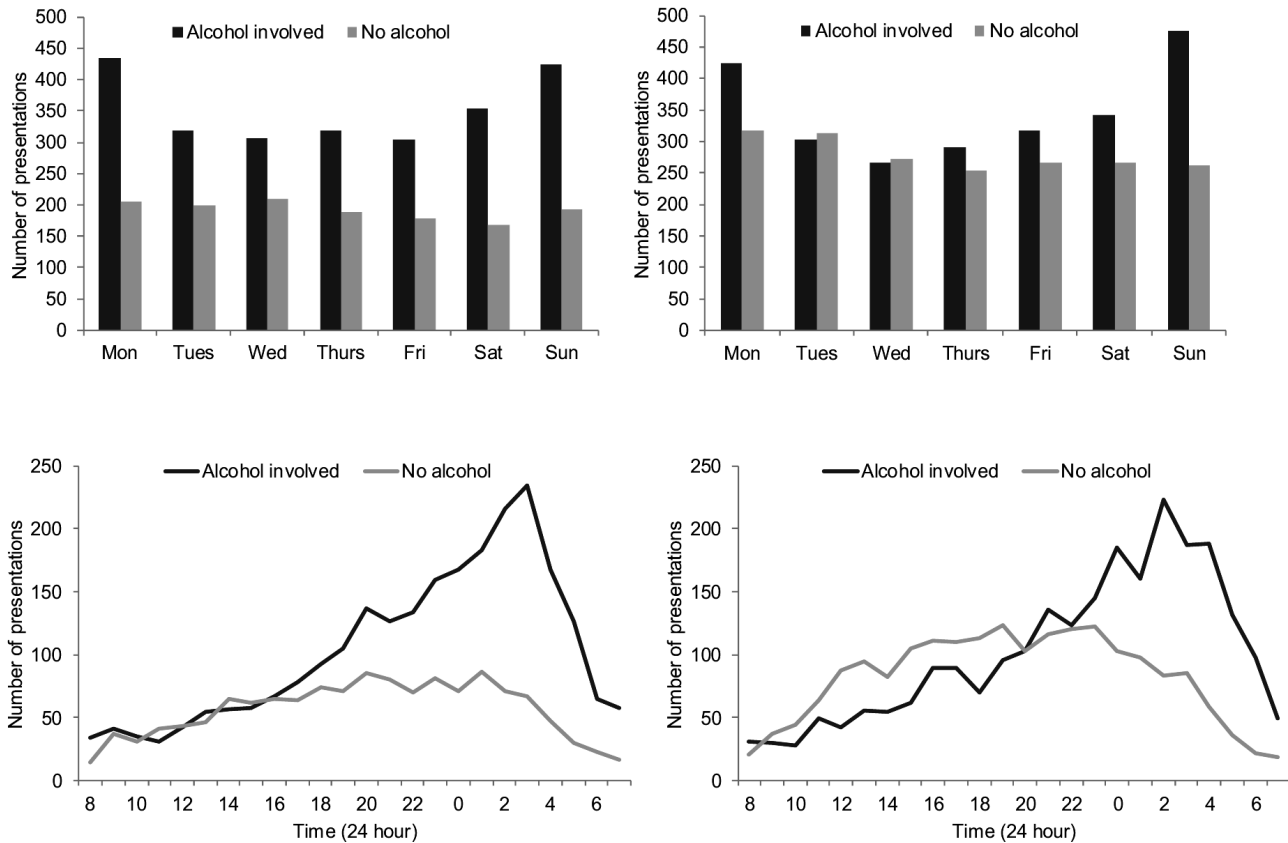 500
450
400
350
300
250
200
150
100
50
0
Number of presentations
Alcohol involved No alcohol
Mon Tues Wed Thurs Fri Sat Sun
500
450
400
350
300
250
200
150
100
50
0
Number of presentations
Alcohol involved No alcohol
Mon Tues Wed Thurs Fri Sat Sun
250
200
150
100
50
0
Number of presentations
Alcohol involved No alcohol
8 10 12 14 16 18 20 22 0 2 4 6
Time (24 hour)
250
200
150
100
50
0
Number of presentations
Alcohol involved No alcohol
8 10 12 14 16 18 20 22 0 2 4 6
Time (24 hour)